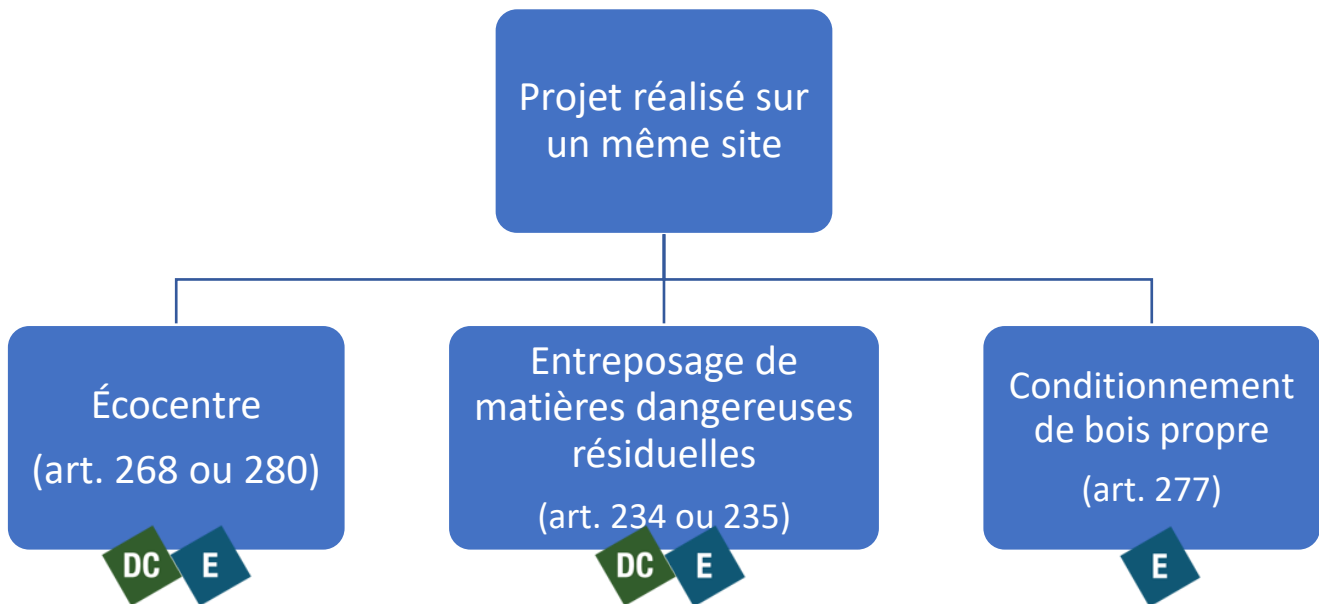 Projet réalisé sur
un même site
Écocentre
(art. 268 ou 280)
DC E
Entreposage de
matières dangereuses
résiduelles
(art. 234 ou 235)
DC E
Conditionnement
de bois propre
(art. 277)
E